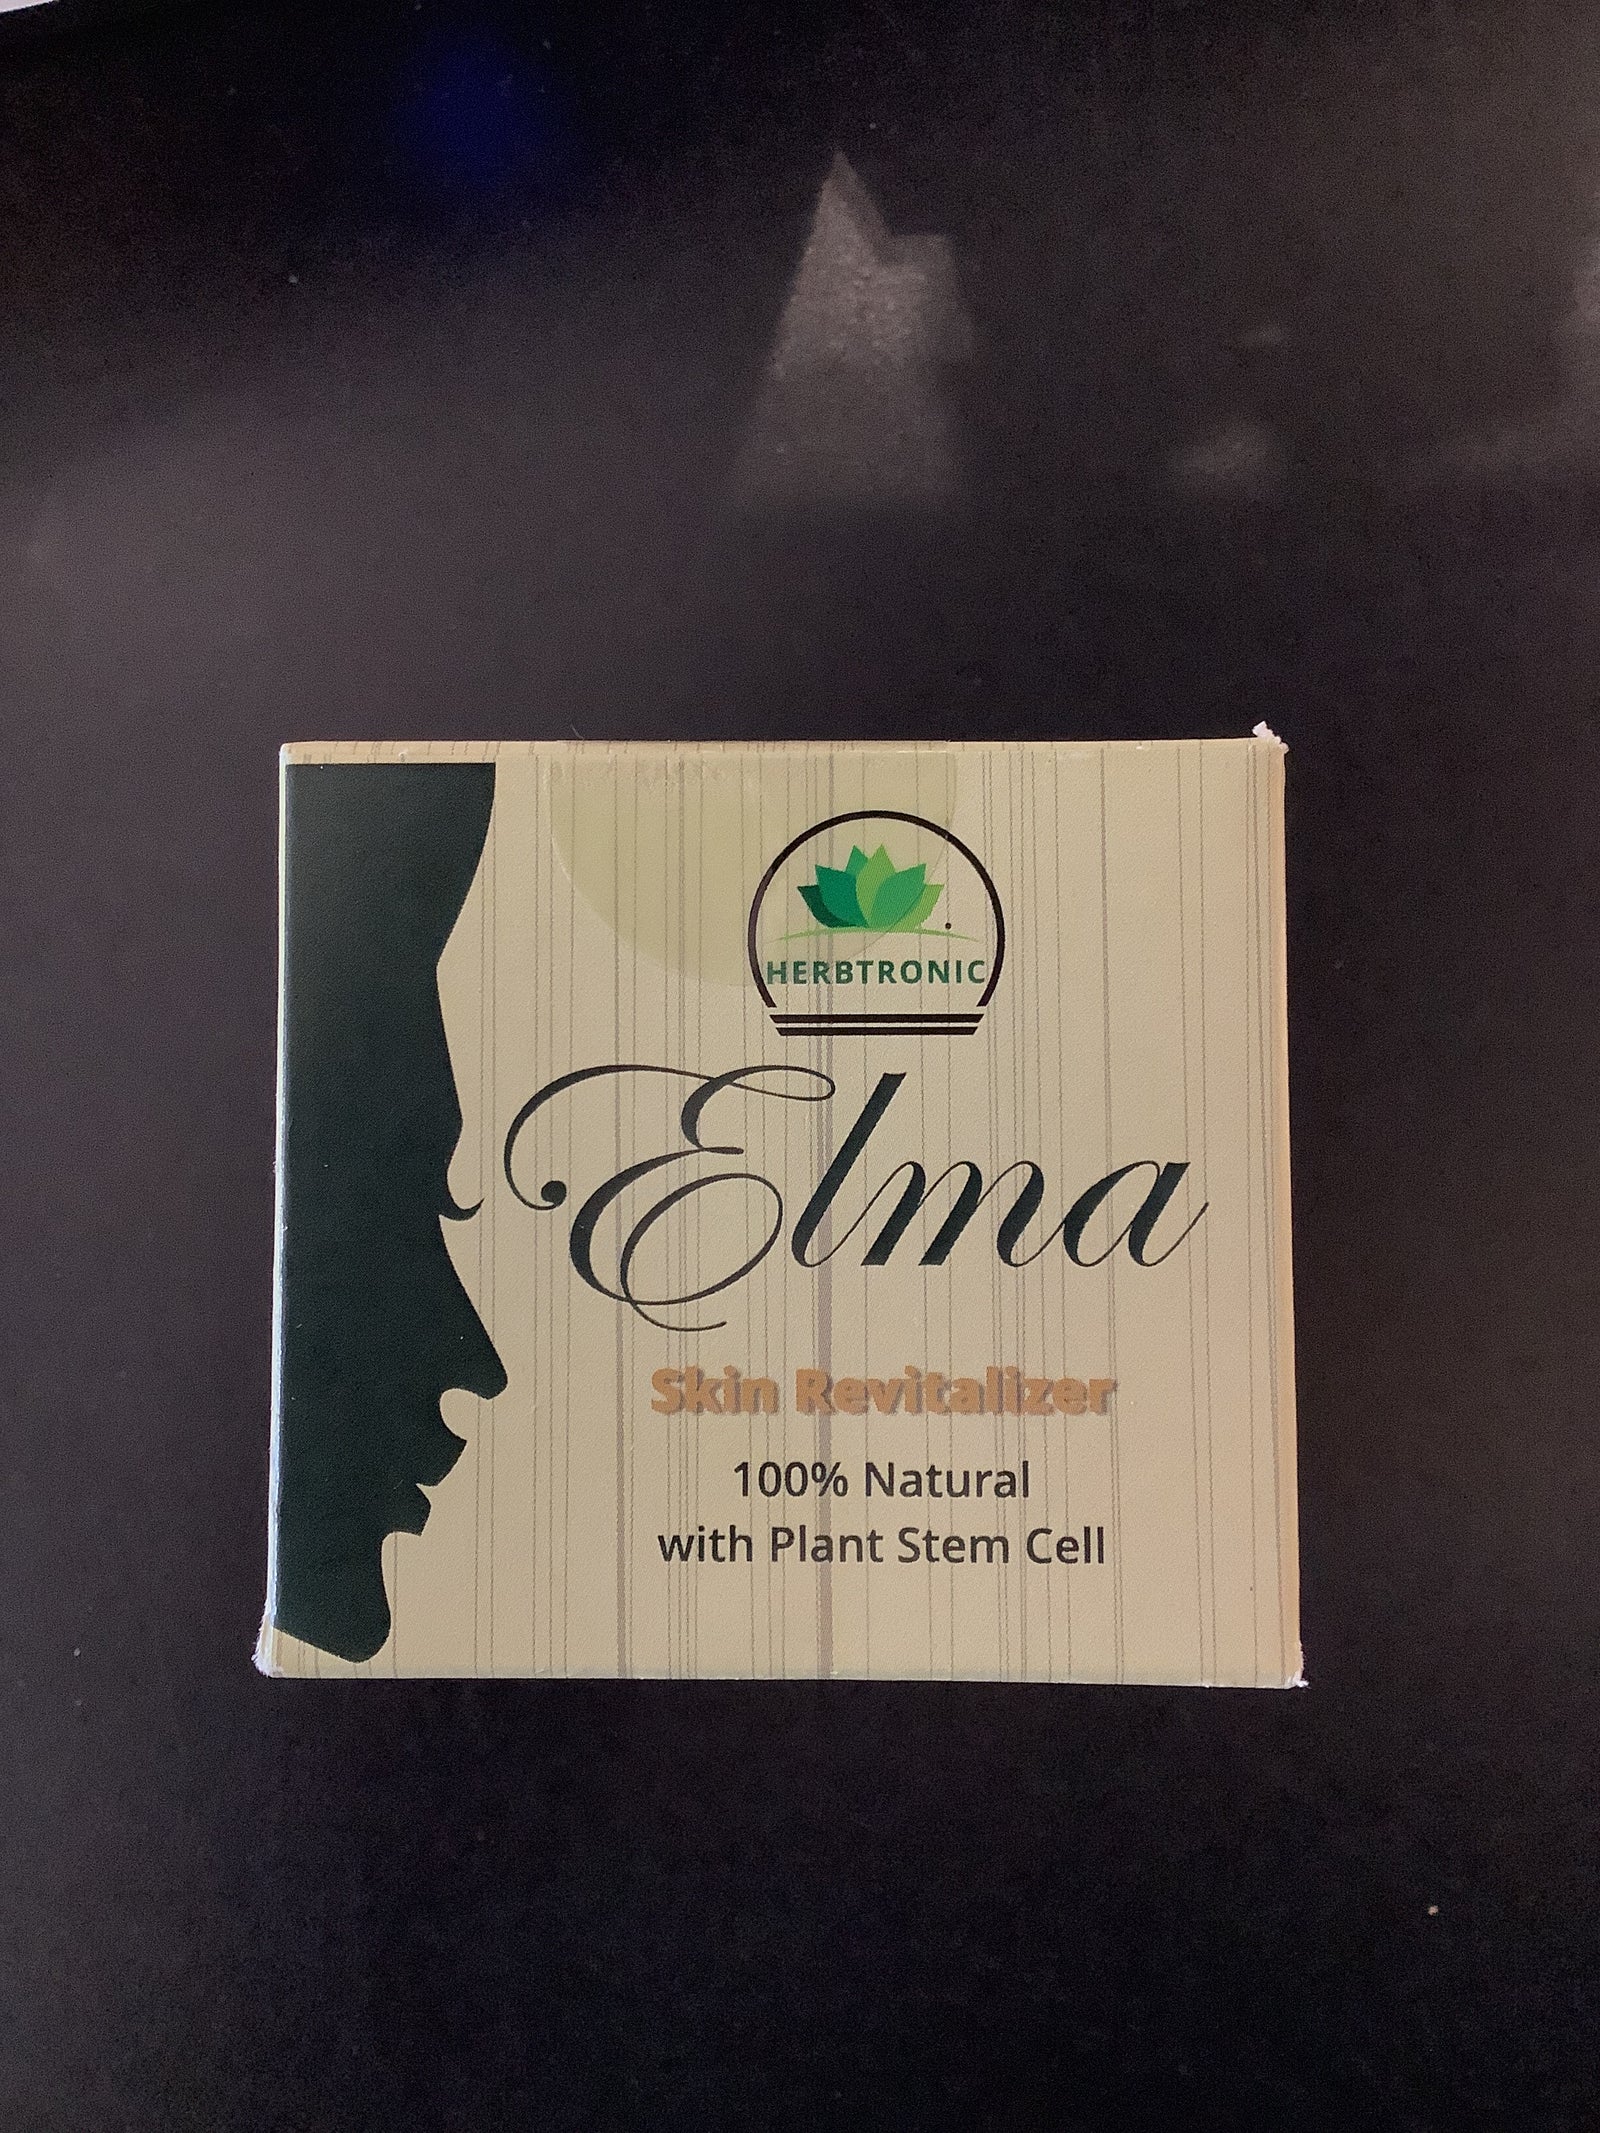 HERBTRONIC
Elma
Skin Revitalizer
100% Natural
with Plant Stem Cell